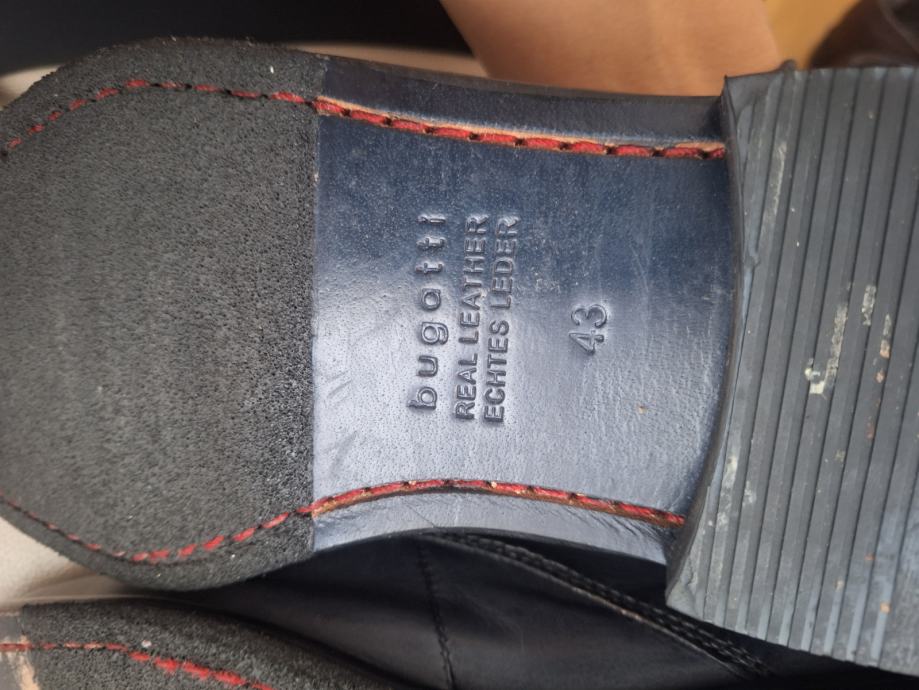 bugatti
REAL LEATHER
ECHTES LEDER
43